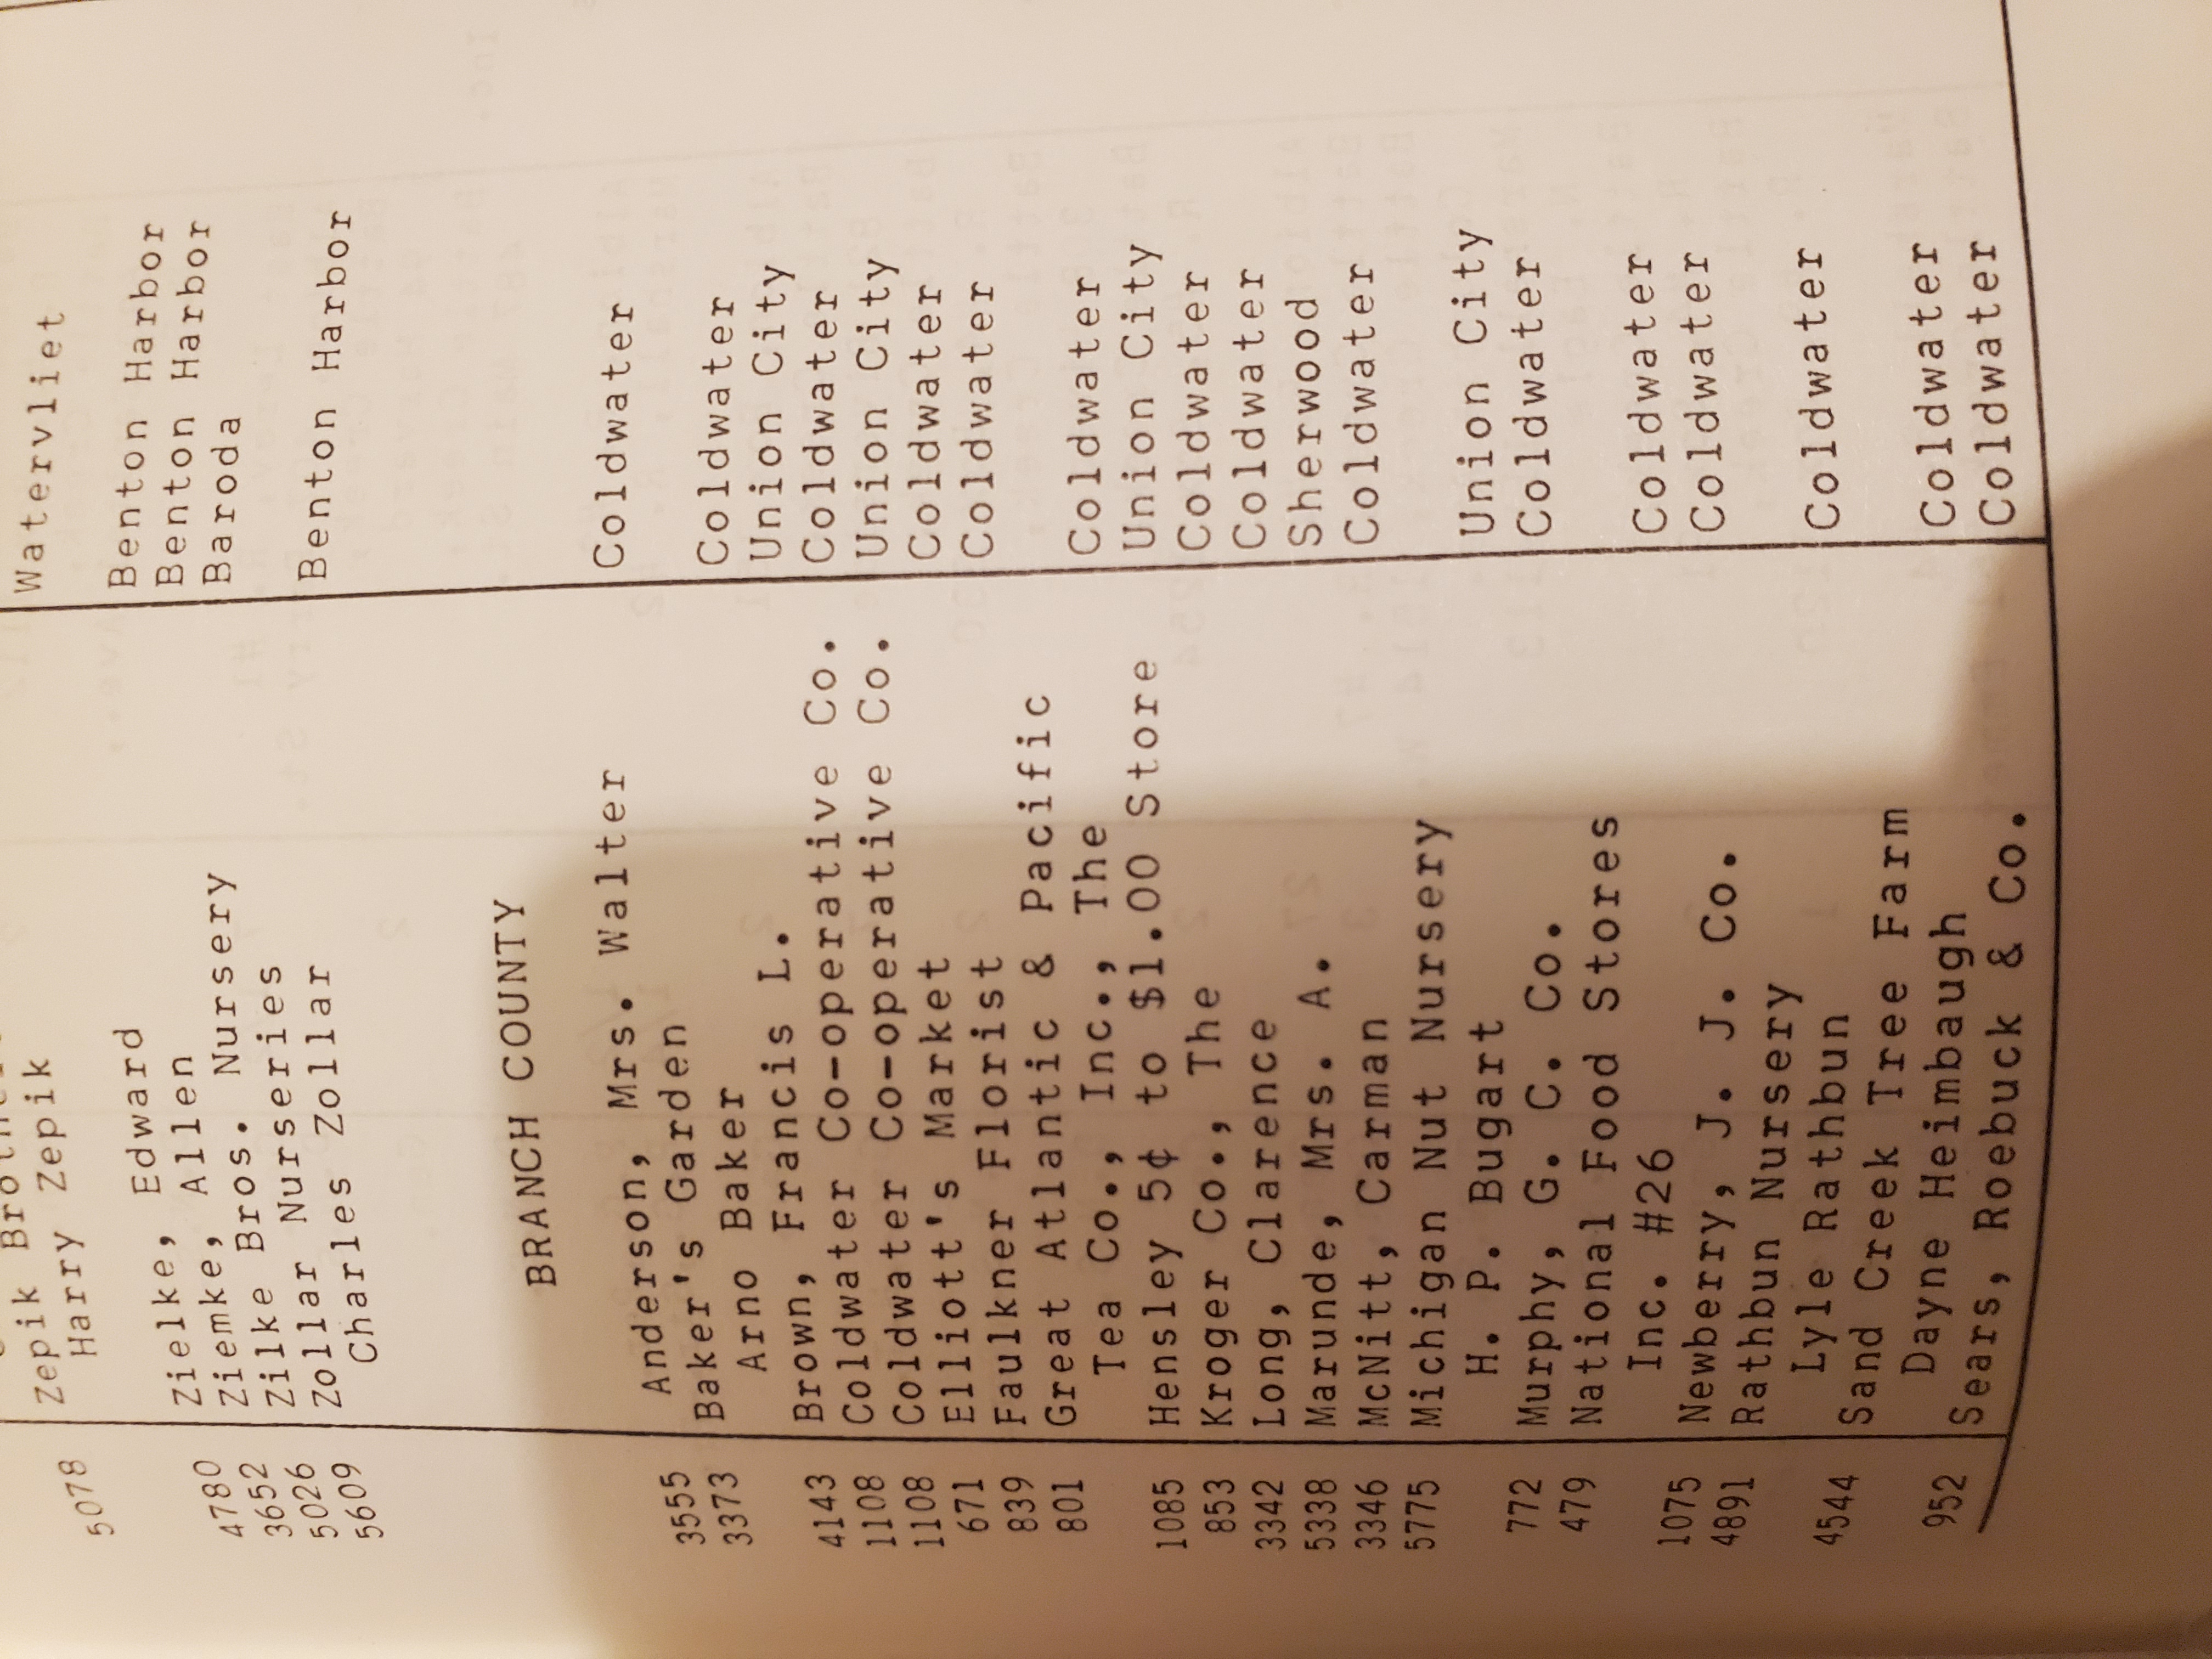 5078 Zepik Brothe
Harry Zepik Watervliet
4780 Zielke, Edward Benton Harbor
3652 Ziemke, Allen Benton Harbor
5026 Zilke Bros. Nursery Baroda
5609 Zollar Nurseries
Charles Zollar Benton Harbor
BRANCH COUNTY
3555 Anderson, Mrs. Walter Coldwater
3373 Baker's Garden
Arno Baker Coldwater
4143 Brown, Francis L. Union City
1108 Coldwater Co-operative Co. Coldwater
1108 Coldwater Co-operative Co. Union City
671 Elliott's Market Coldwater
839 Faulkner Florist Coldwater
801 Great Atlantic & Pacific
Tea Co., Inc., The Coldwater
1085 Hensley 5¢ to $1.00 Store Union City
853 Kroger Co., The Coldwater
3342 Long, Clarence Coldwater
5338 Marunde, Mrs. A. Sherwood
3346 McNitt, Carman Coldwater
5775 Michigan Nut Nursery
H. P. Bugart Union City
772 Murphy, G. C. Co. Coldwater
479 National Food Stores
Inc. #26 Coldwater
1075 Newberry, J. J. Co. Coldwater
4891 Rathbun Nursery
Lyle Rathbun Coldwater
4544 Sand Creek Tree Farm
Dayne Heimbaugh Coldwater
952 Sears, Roebuck & Co. Coldwater